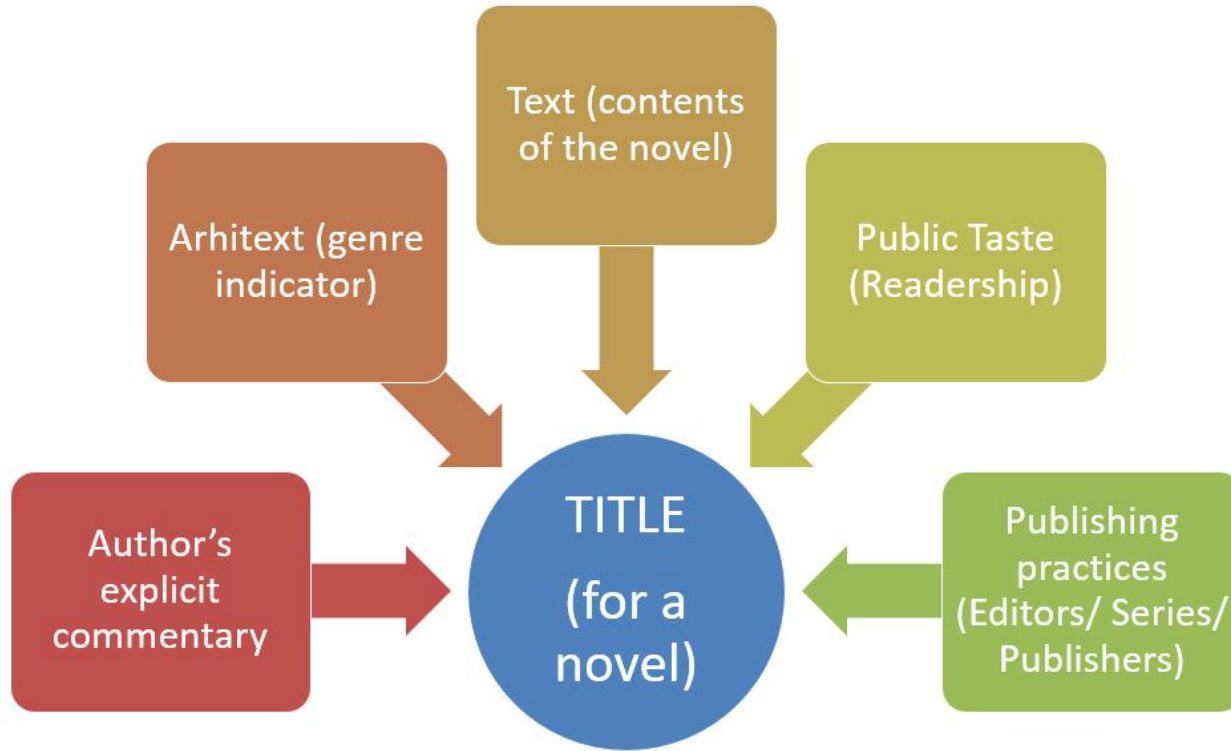 Text (contents
of the novel)
Arhitext (genre
indicator)
Public Taste
(Readership)
Author’s
explicit
commentary
TITLE
(for a
novel)
Publishing
practices
(Editors/ Series/
Publishers)